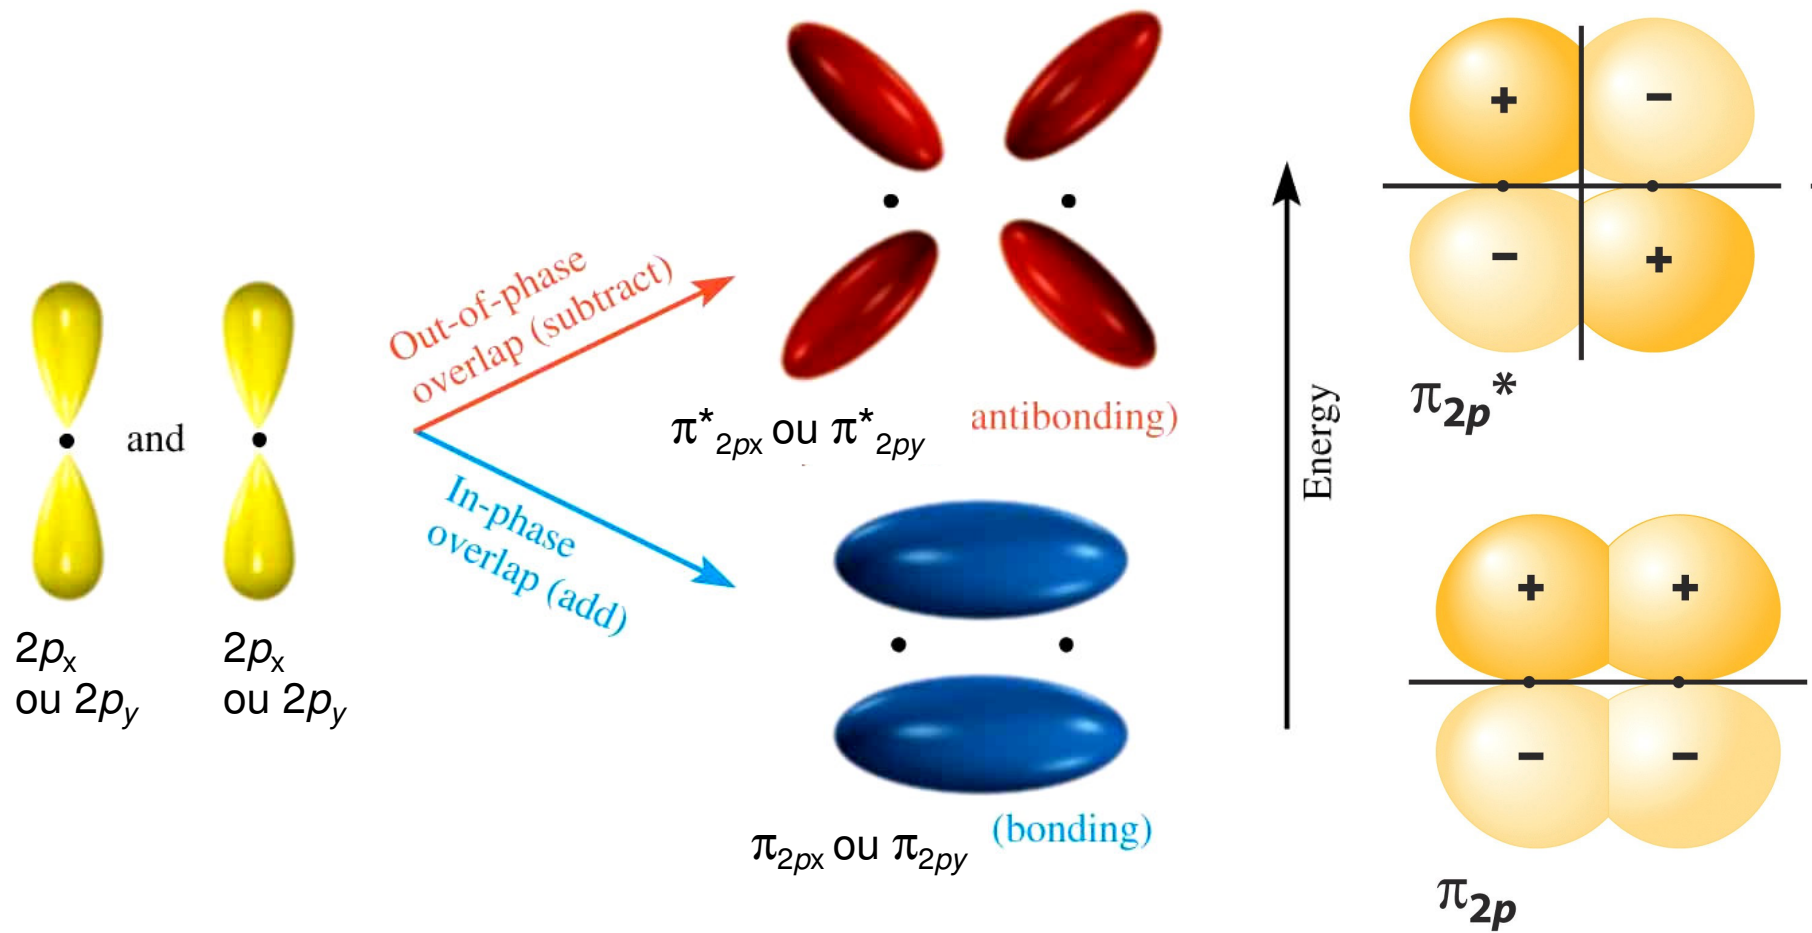 2px
ou 2py
and
2px
ou 2py
Out-of-phase
overlap (subtract)
In-phase
overlap (add)
π*2px ou π*2py
antibonding)
π2px ou π2py
(bonding)
Energy
+
−
−
+
π2p*
+
+
−
−
π2p